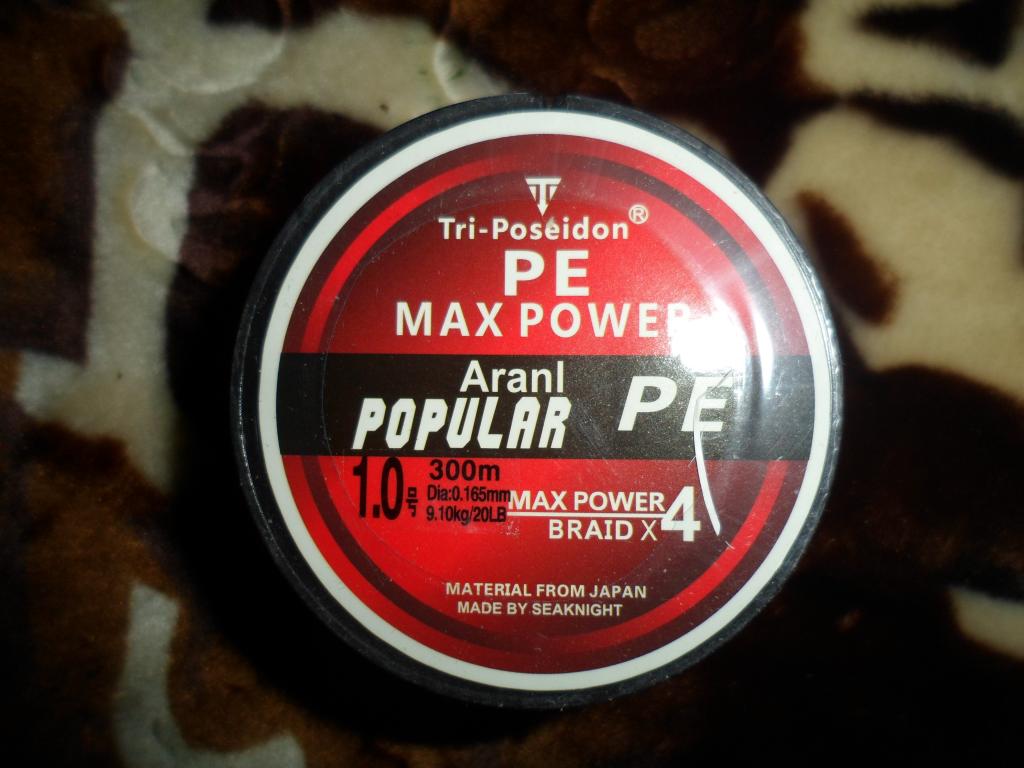 Tri-Poseidon®
PE
MAX POWER
Aranl
POPULAR
PE
1.0号
300m
Dia:0.165mm
9.10kg/20LB
MAX POWER
BRAID X 4
MATERIAL FROM JAPAN
MADE BY SEAKNIGHT